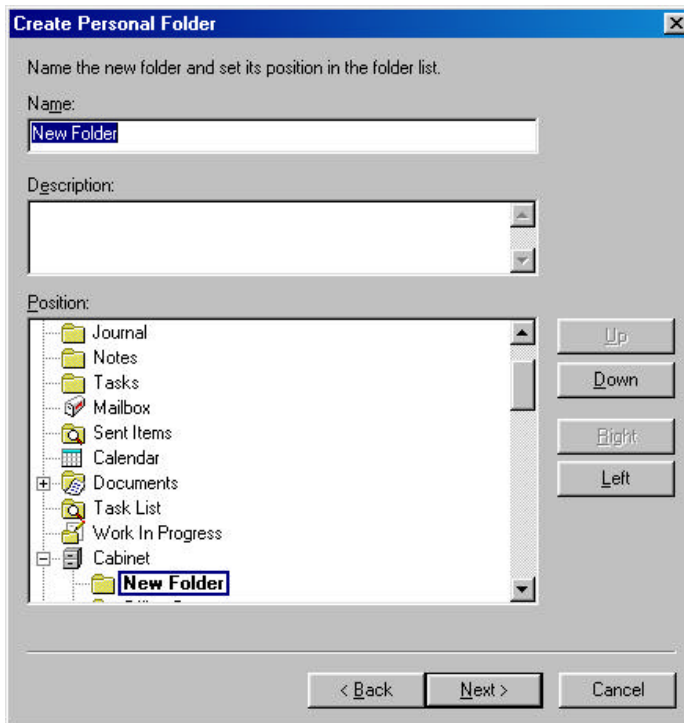 Create Personal Folder
Name the new folder and set its position in the folder list.
Name:
New Folder
Description:
Position:
Journal
Notes
Tasks
Mailbox
Sent Items
Calendar
Documents
Task List
Work In Progress
Cabinet
New Folder
Up
Down
Right
Left
< Back
Next >
Cancel